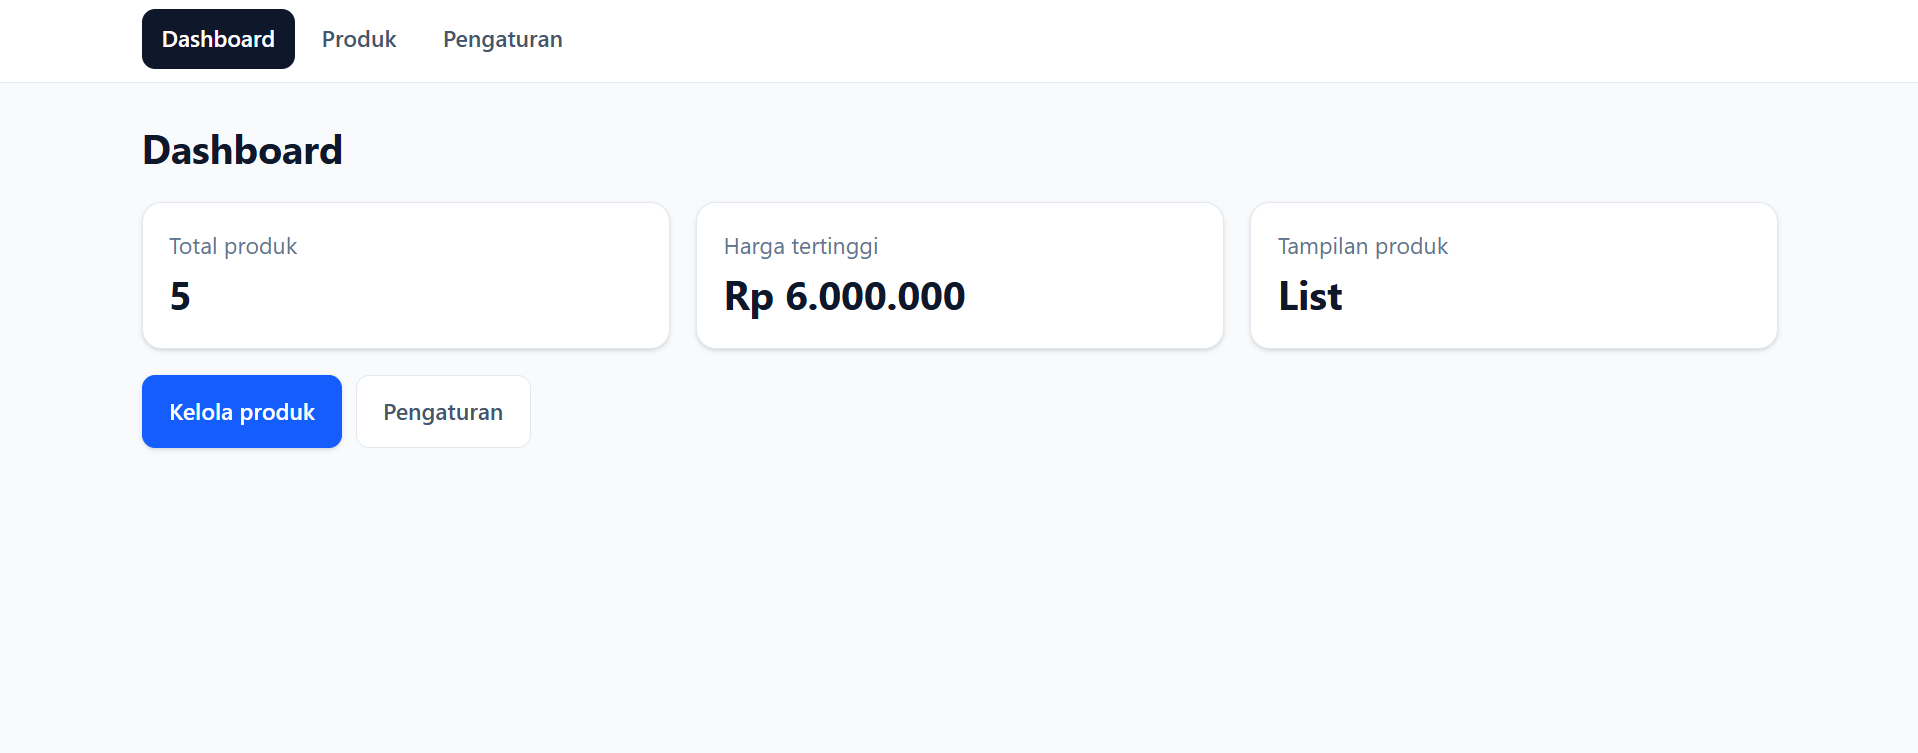 Dashboard Produk Pengaturan
Dashboard
Total produk
5
Harga tertinggi
Rp 6.000.000
Tampilan produk
List
Kelola produk Pengaturan